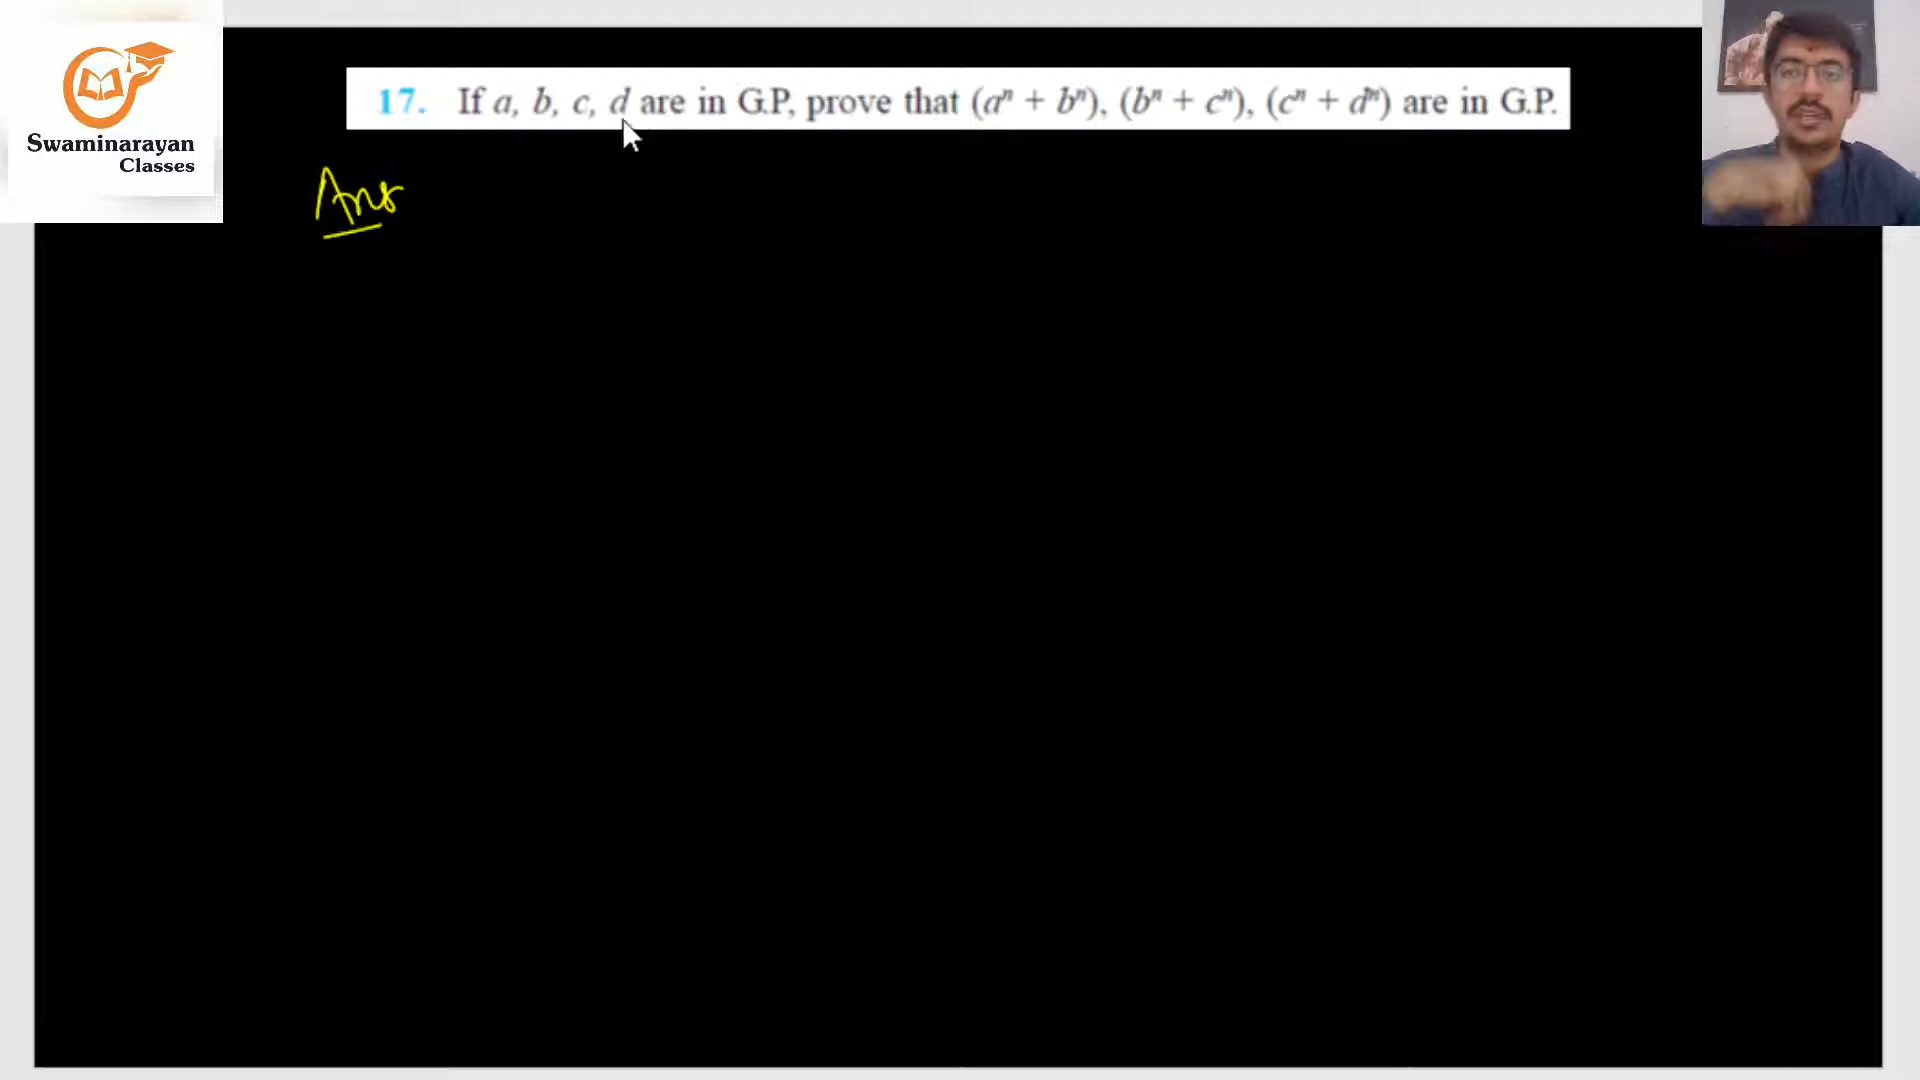 Swaminarayan
Classes
17. If a, b, c, d are in G.P, prove that (aⁿ + bⁿ), (bⁿ + cⁿ), (cⁿ + dⁿ) are in G.P.
Ans